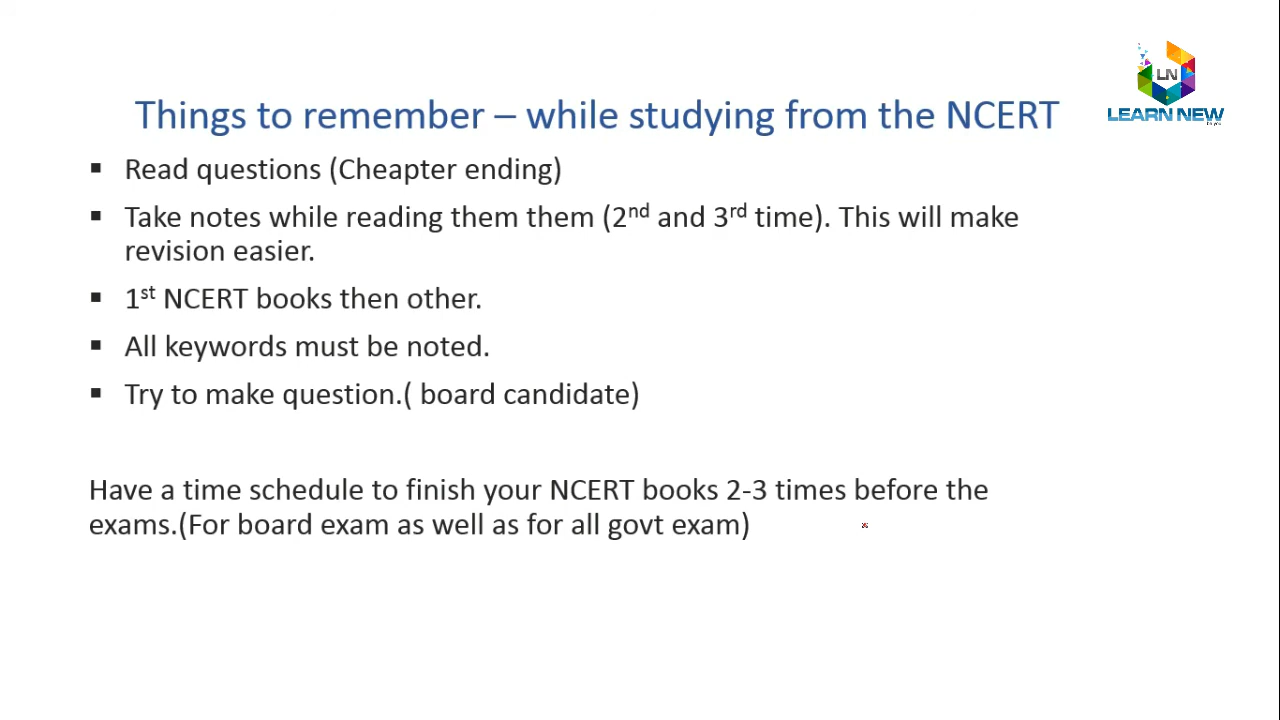 LN
LEARN NEW
Things to remember – while studying from the NCERT
▪ Read questions (Cheapter ending)
▪ Take notes while reading them them (2nd and 3rd time). This will make
revision easier.
▪ 1st NCERT books then other.
▪ All keywords must be noted.
▪ Try to make question.( board candidate)
Have a time schedule to finish your NCERT books 2-3 times before the
exams.(For board exam as well as for all govt exam)